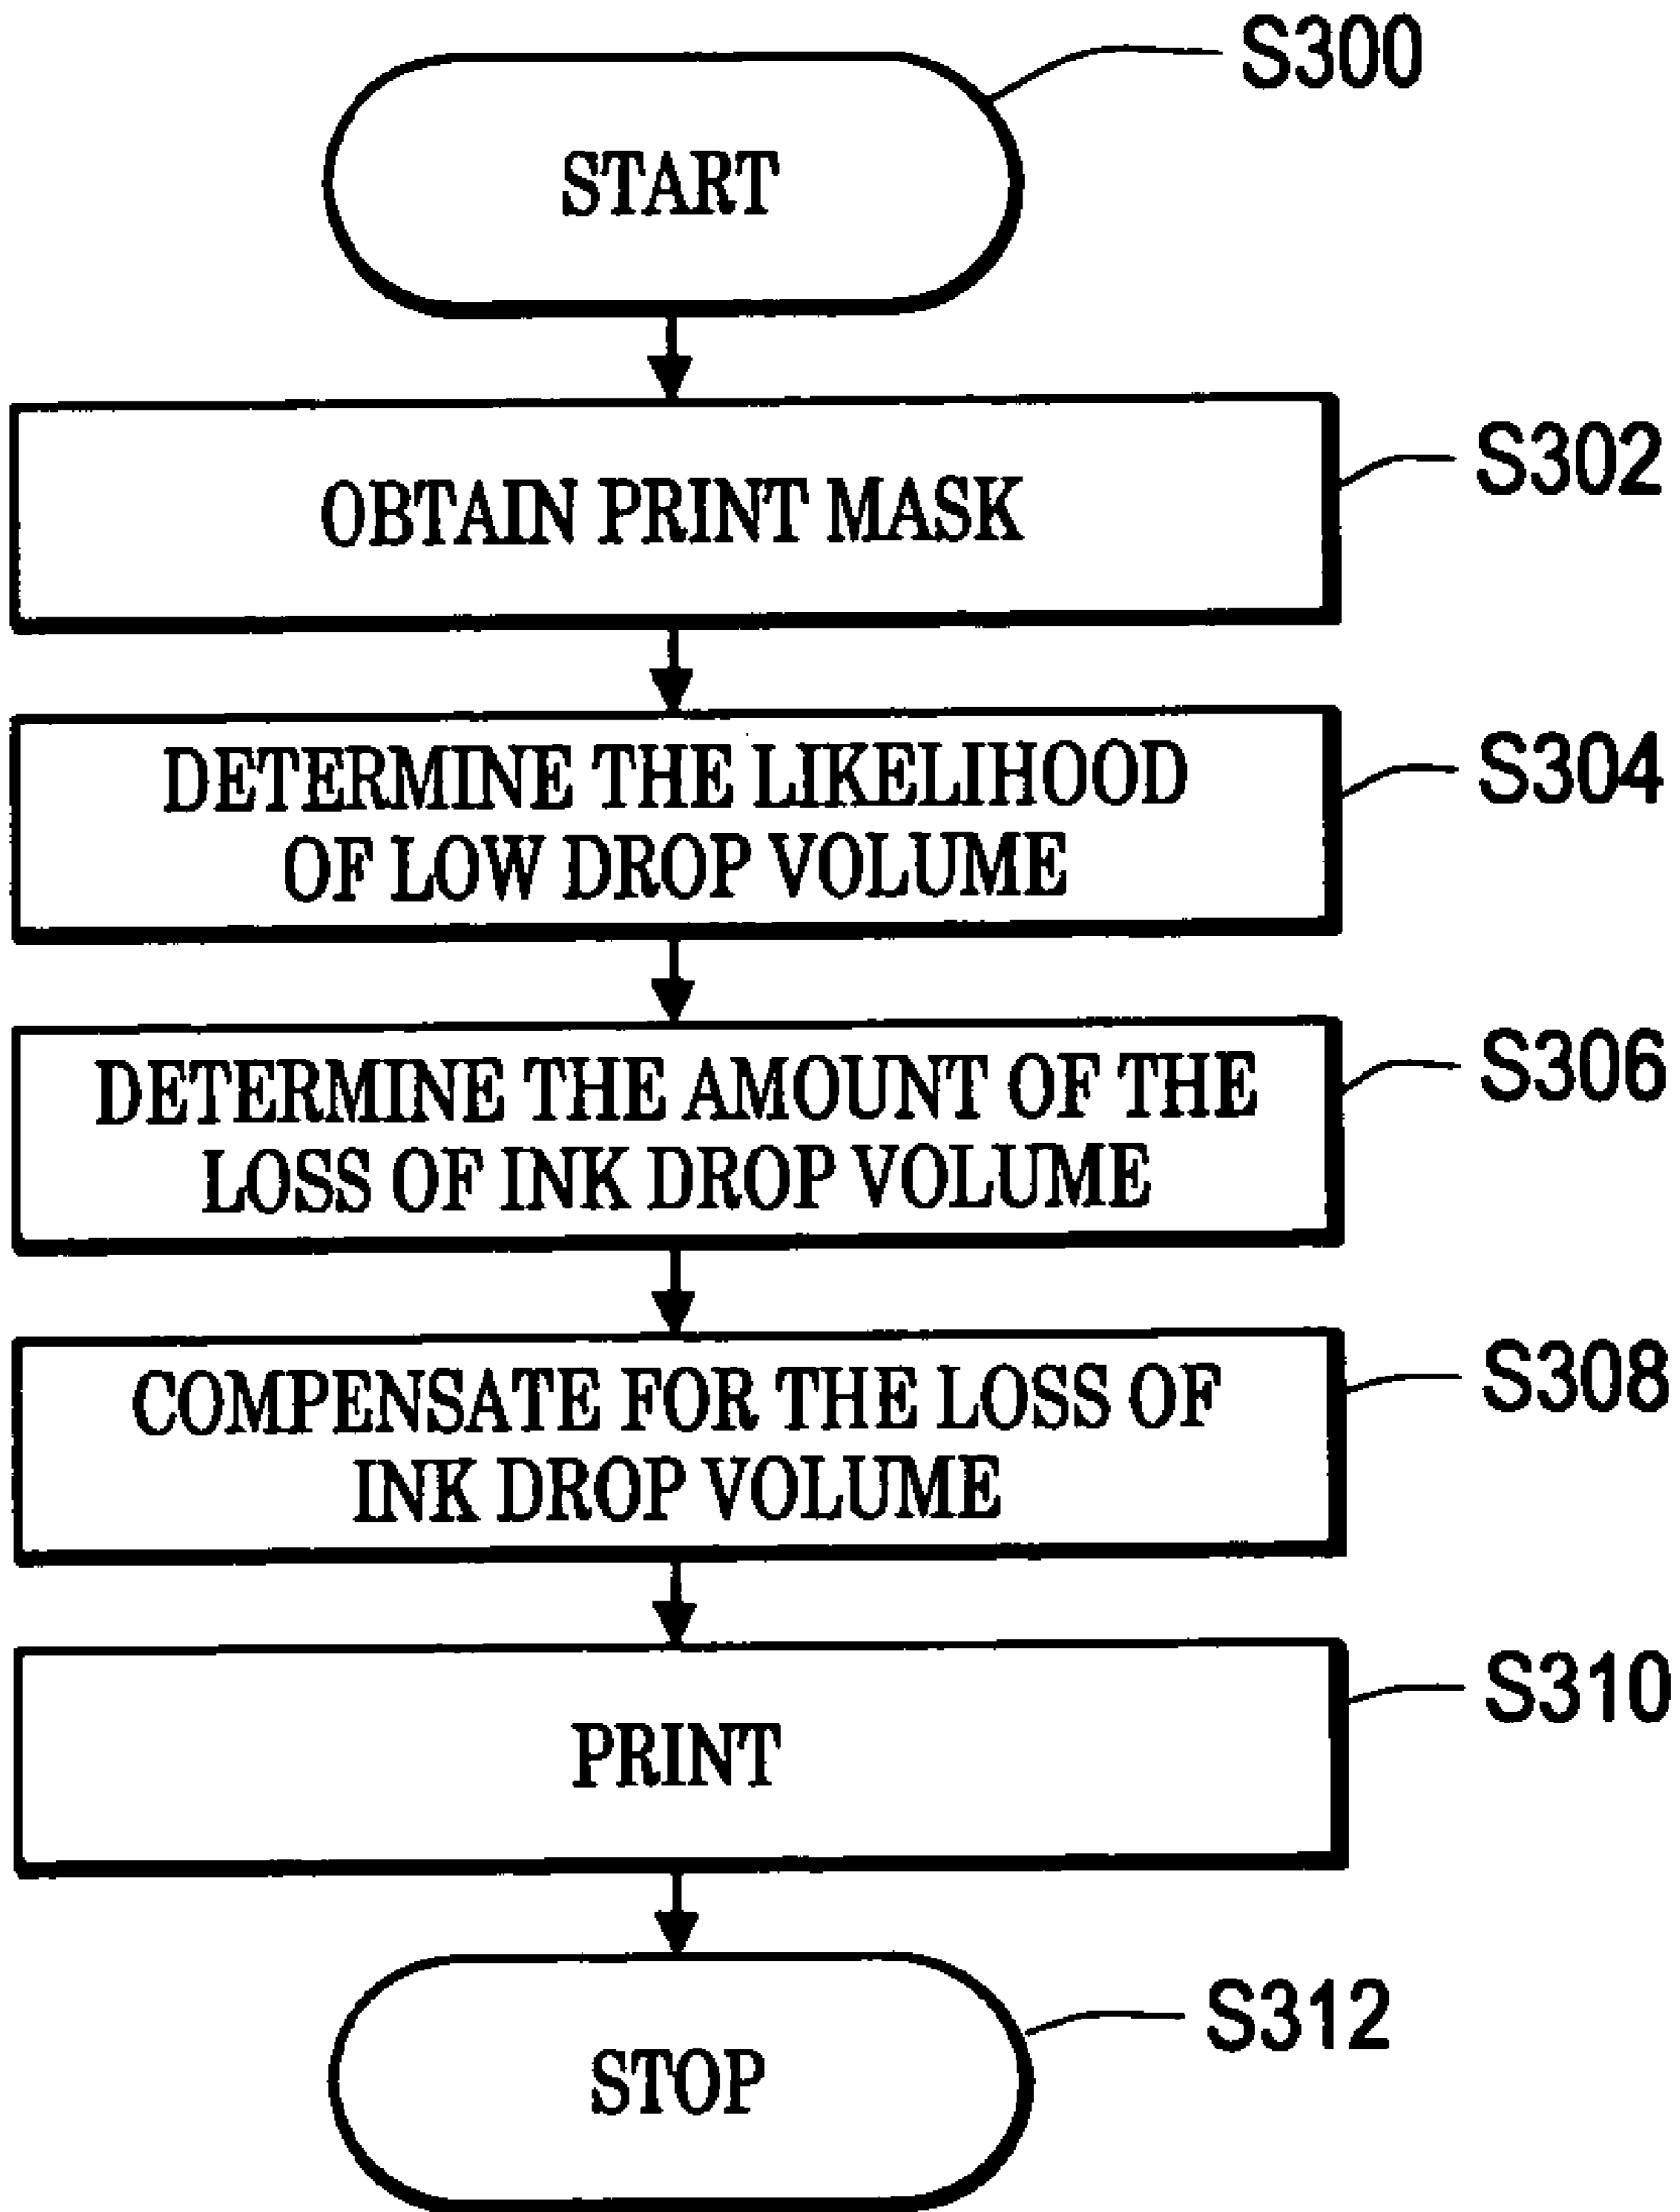 S300
START
OBTAIN PRINT MASK
S302
DETERMINE THE LIKELIHOOD
OF LOW DROP VOLUME
S304
DETERMINE THE AMOUNT OF THE
LOSS OF INK DROP VOLUME
S306
COMPENSATE FOR THE LOSS OF
INK DROP VOLUME
S308
PRINT
S310
STOP
S312